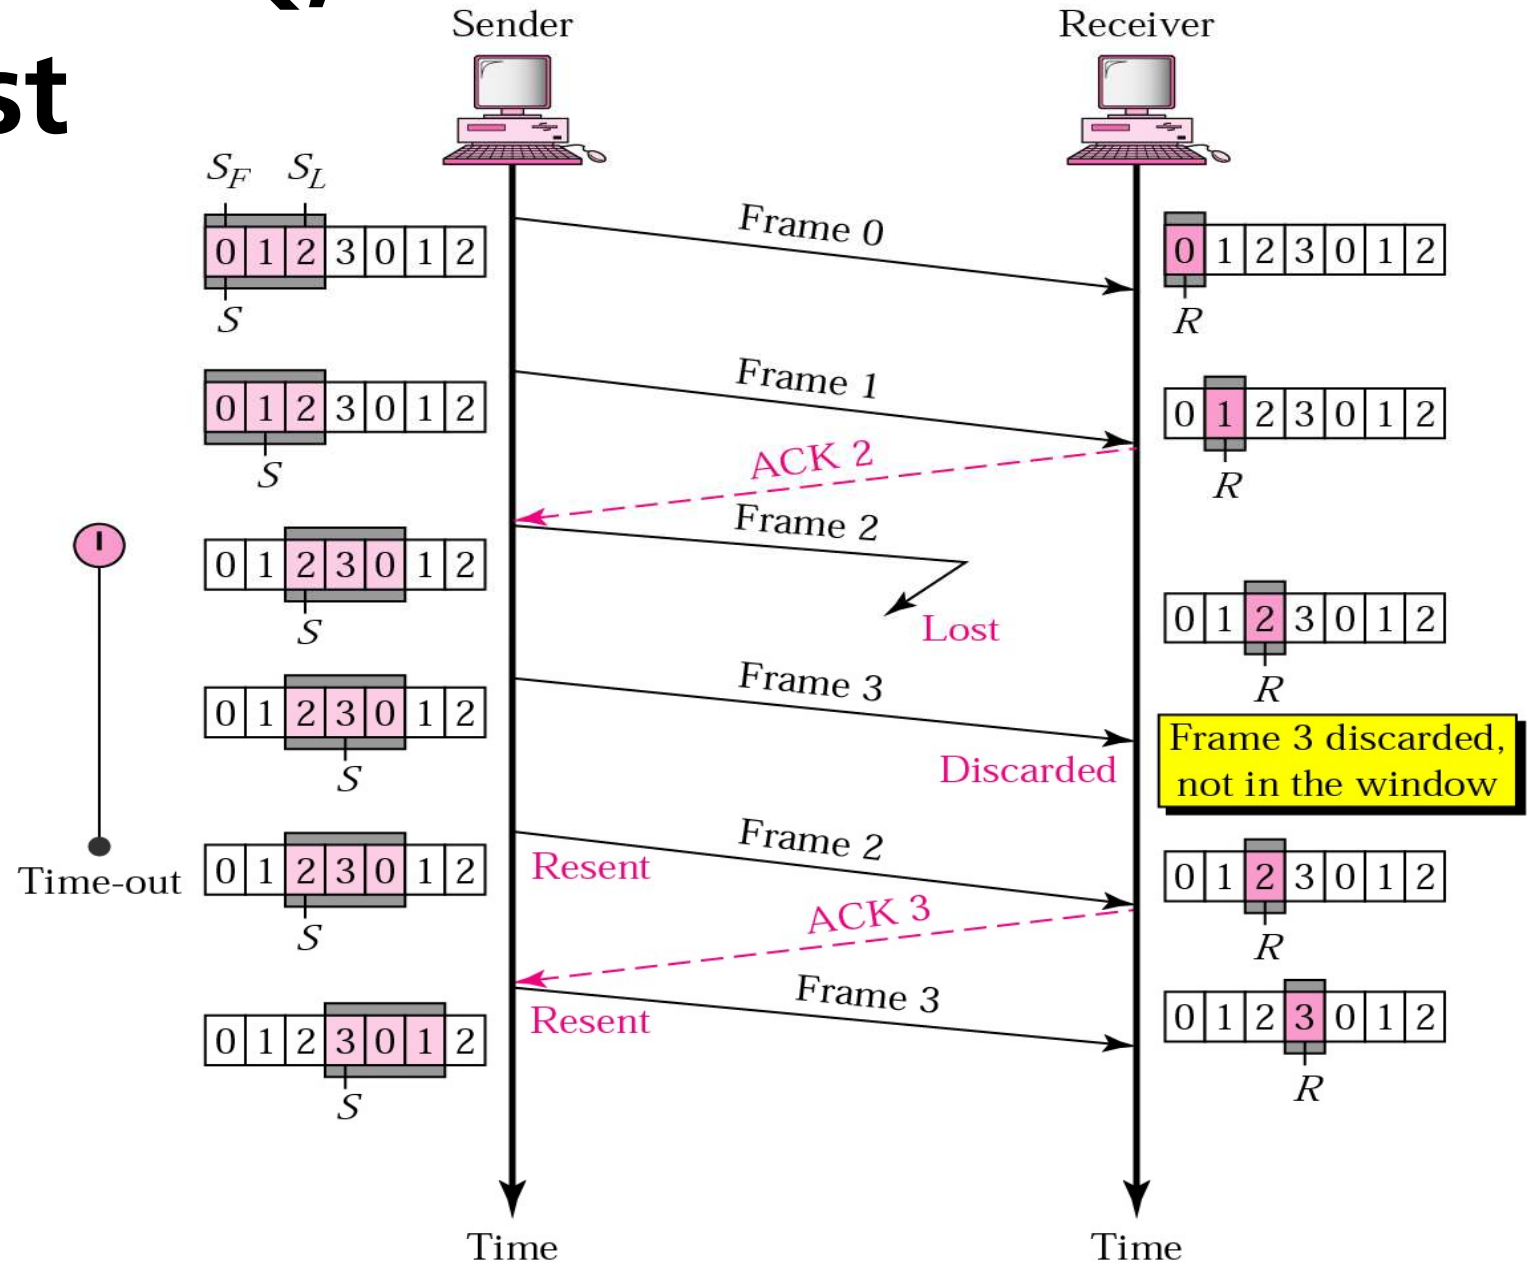 st
Sender
Receiver
S_F S_L
Frame 0
0 1 2 3 0 1 2
0 1 2 3 0 1 2
S
R
Frame 1
0 1 2 3 0 1 2
0 1 2 3 0 1 2
S
R
ACK 2
Frame 2
0 1 2 3 0 1 2
0 1 2 3 0 1 2
S
Lost
R
Frame 3
0 1 2 3 0 1 2
Discarded
Frame 3 discarded,
not in the window
S
Frame 2
Time-out
0 1 2 3 0 1 2
Resent
0 1 2 3 0 1 2
ACK 3
S
R
Frame 3
Resent
0 1 2 3 0 1 2
0 1 2 3 0 1 2
S
R
Time
Time